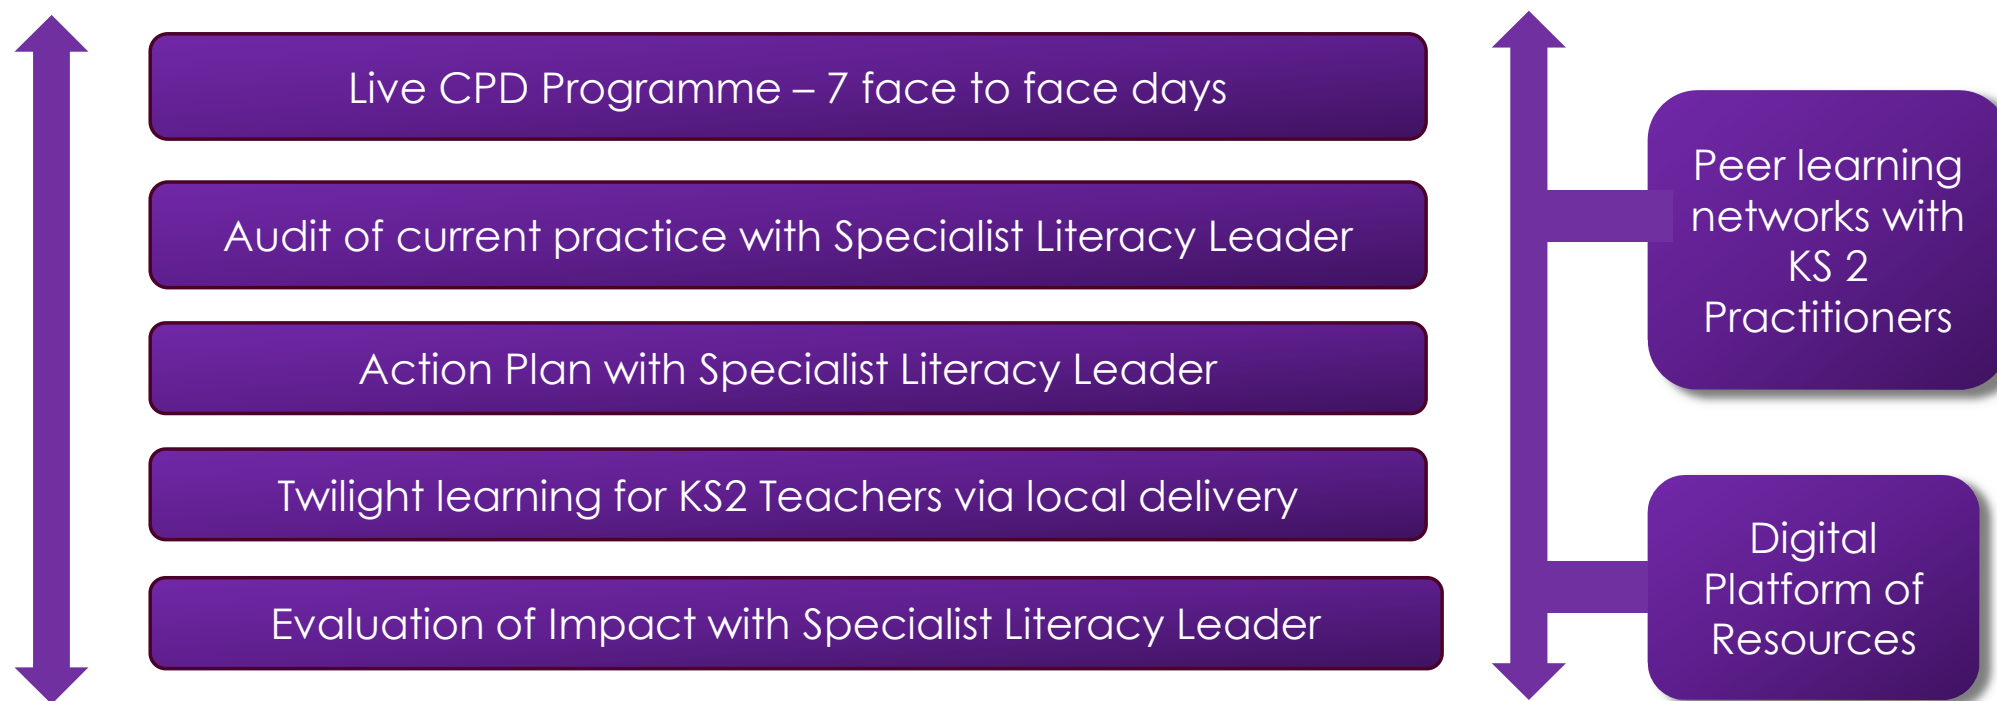 Live CPD Programme – 7 face to face days
Audit of current practice with Specialist Literacy Leader
Action Plan with Specialist Literacy Leader
Twilight learning for KS2 Teachers via local delivery
Evaluation of Impact with Specialist Literacy Leader
Peer learning
networks with
KS 2
Practitioners
Digital
Platform of
Resources